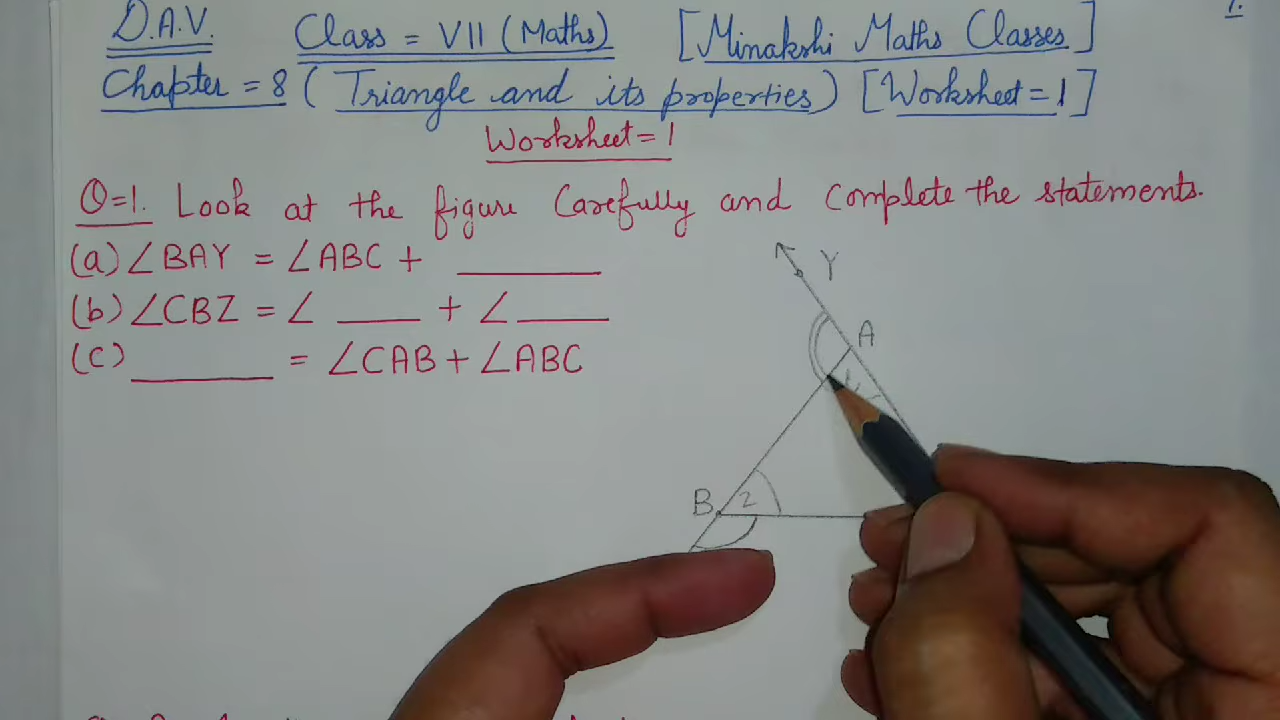 1.
D.A.V. Class = VII (Maths) [Minakshi Maths Classes]
Chapter = 8 (Triangle and its properties) [Worksheet = 1]
Worksheet = 1
Q=1. Look at the figure Carefully and complete the statements.
(a) ∠BAY = ∠ABC + ______
(b) ∠CBZ = ∠ ____ + ∠ ____
(c) ______ = ∠CAB + ∠ABC
Y
A
B 2